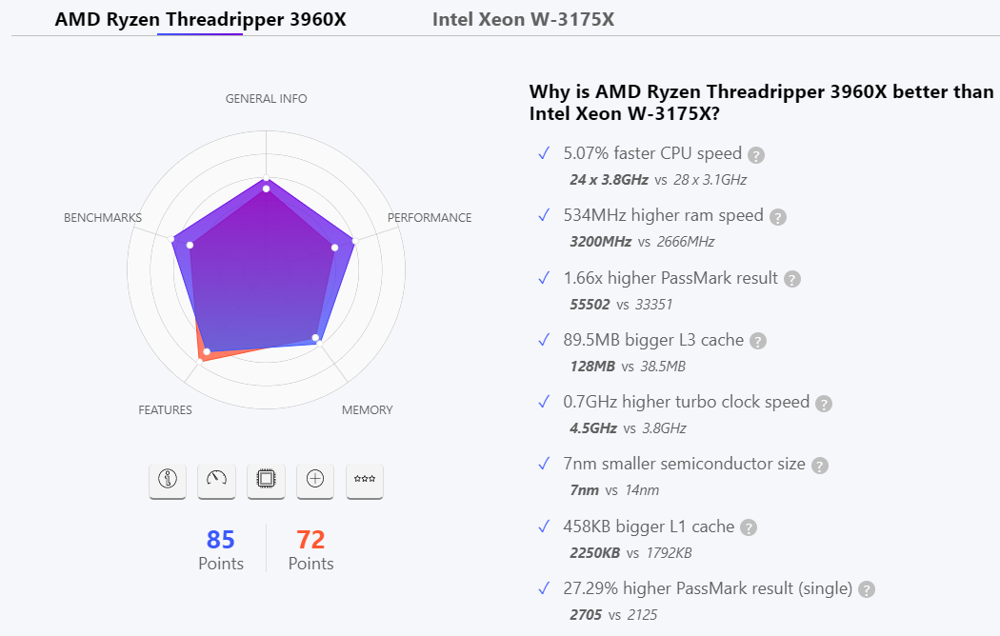 AMD Ryzen Threadripper 3960X
Intel Xeon W-3175X
GENERAL INFO
BENCHMARKS
PERFORMANCE
FEATURES
MEMORY
85
Points
72
Points
Why is AMD Ryzen Threadripper 3960X better than
Intel Xeon W-3175X?
5.07% faster CPU speed ?
24 x 3.8GHz vs 28 x 3.1GHz
534MHz higher ram speed ?
3200MHz vs 2666MHz
1.66x higher PassMark result ?
55502 vs 33351
89.5MB bigger L3 cache ?
128MB vs 38.5MB
0.7GHz higher turbo clock speed ?
4.5GHz vs 3.8GHz
7nm smaller semiconductor size ?
7nm vs 14nm
458KB bigger L1 cache ?
2250KB vs 1792KB
27.29% higher PassMark result (single) ?
2705 vs 2125